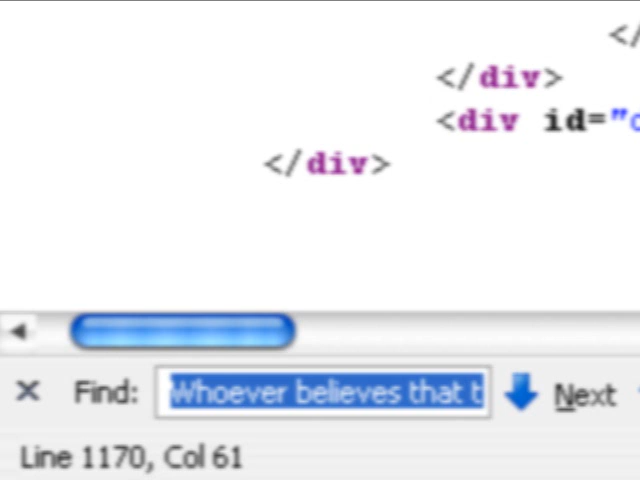 </
</div>
<div id="
</div>
Find: Whoever believes that t Next
Line 1170, Col 61